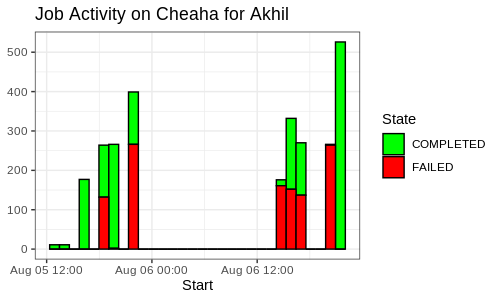 Job Activity on Cheaha for Akhil
500
400
300
200
100
0
Aug 05 12:00
Aug 06 00:00
Aug 06 12:00
Start
State
COMPLETED
FAILED